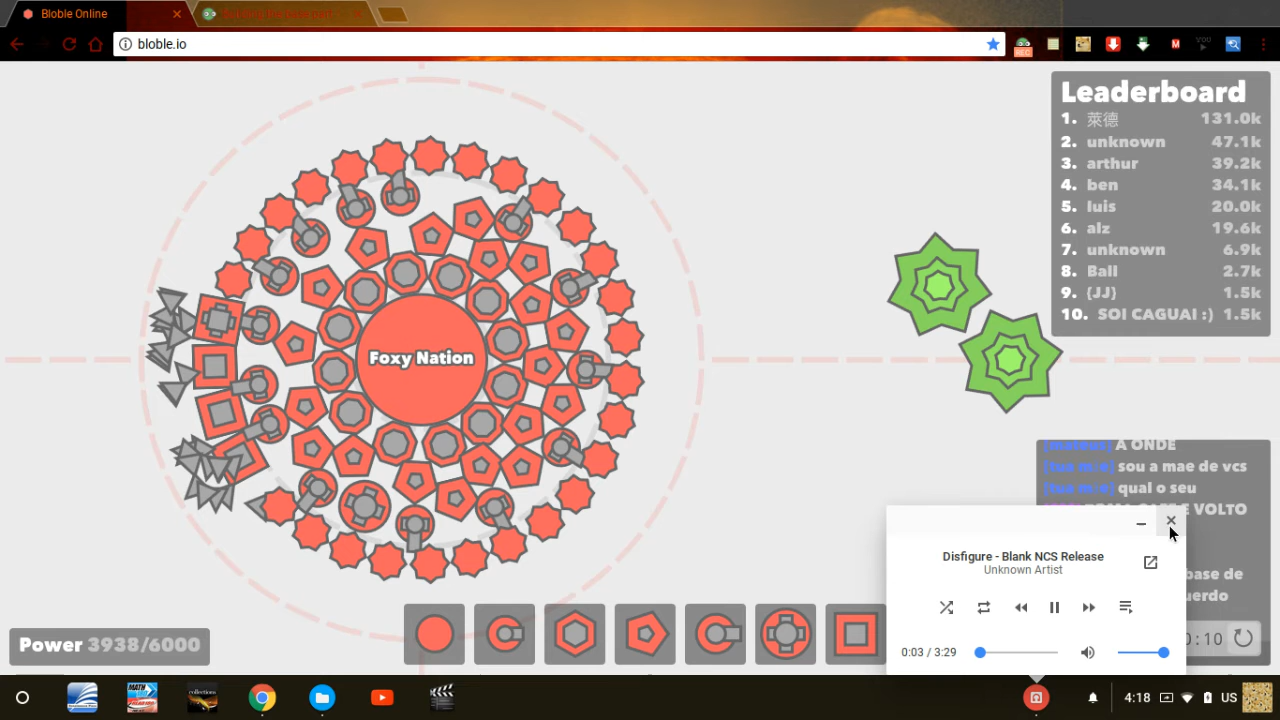 Bloble Online
bloble.io
REC
Leaderboard
1. 萊德 131.0k
2. unknown 47.1k
3. arthur 39.2k
4. ben 34.1k
5. luis 20.0k
6. alz 19.6k
7. unknown 6.9k
8. Ball 2.7k
9. {JJ} 1.5k
10. SOI CAGUAI :) 1.5k
Foxy Nation
A ONDE
sou a mae de vcs
qual o seu
E VOLTO
base de
uerdo
:10
Disfigure - Blank NCS Release
Unknown Artist
0:03 / 3:29
Power 3938/6000
MATH
collections
4:18
US